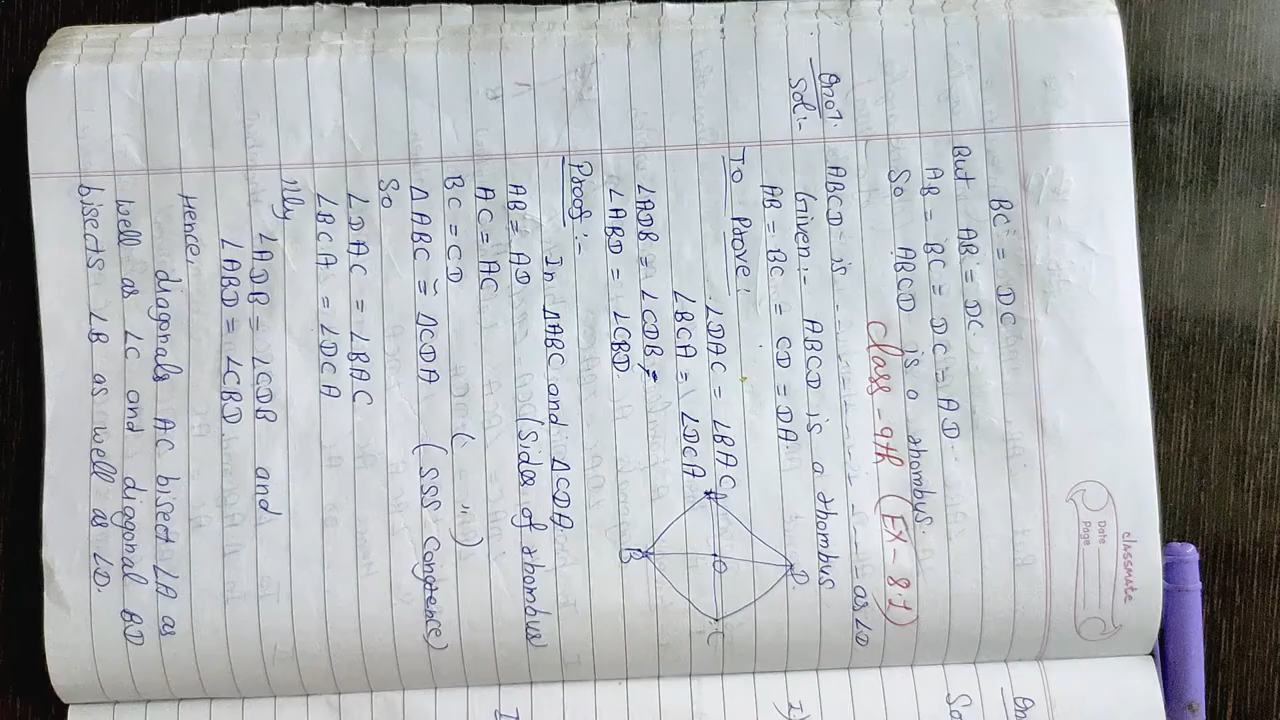 classmate
Date
Page
BC = DC
But AB = DC
AB = BC = DC = AD
So ABCD is a rhombus.
Class - 9th (EX - 8.1)
ABCD is - - - - - - - as ∠D
Sol:-
Given:- ABCD is a rhombus
AB = BC = CD = DA
To Prove: ∠DAC = ∠BAC
∠BCA = ∠DCA
∠ADB = ∠CDB
∠ABD = ∠CBD.
A
B
C
D
O
Proof:-
In ΔABC and ΔCDA
AB = AD (Sides of rhombus)
AC = AC
BC = CD ( - " - )
ΔABC ≅ ΔCDA (SSS Congruence)
So
∠DAC = ∠BAC
∠BCA = ∠DCA
||ly
∠ADB = ∠CDB and
∠ABD = ∠CBD
Hence,
diagonals AC bisect ∠A as
well as ∠C and diagonal BD
bisects ∠B as well as ∠D.